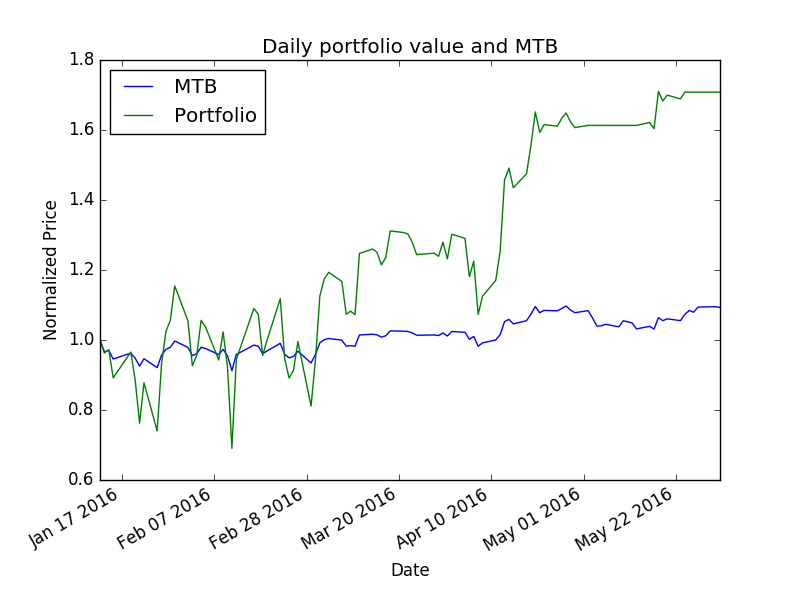 Daily portfolio value and MTB
1.8
1.6
1.4
1.2
1.0
0.8
0.6
Normalized Price
MTB
Portfolio
Jan 17 2016
Feb 07 2016
Feb 28 2016
Mar 20 2016
Apr 10 2016
May 01 2016
May 22 2016
Date